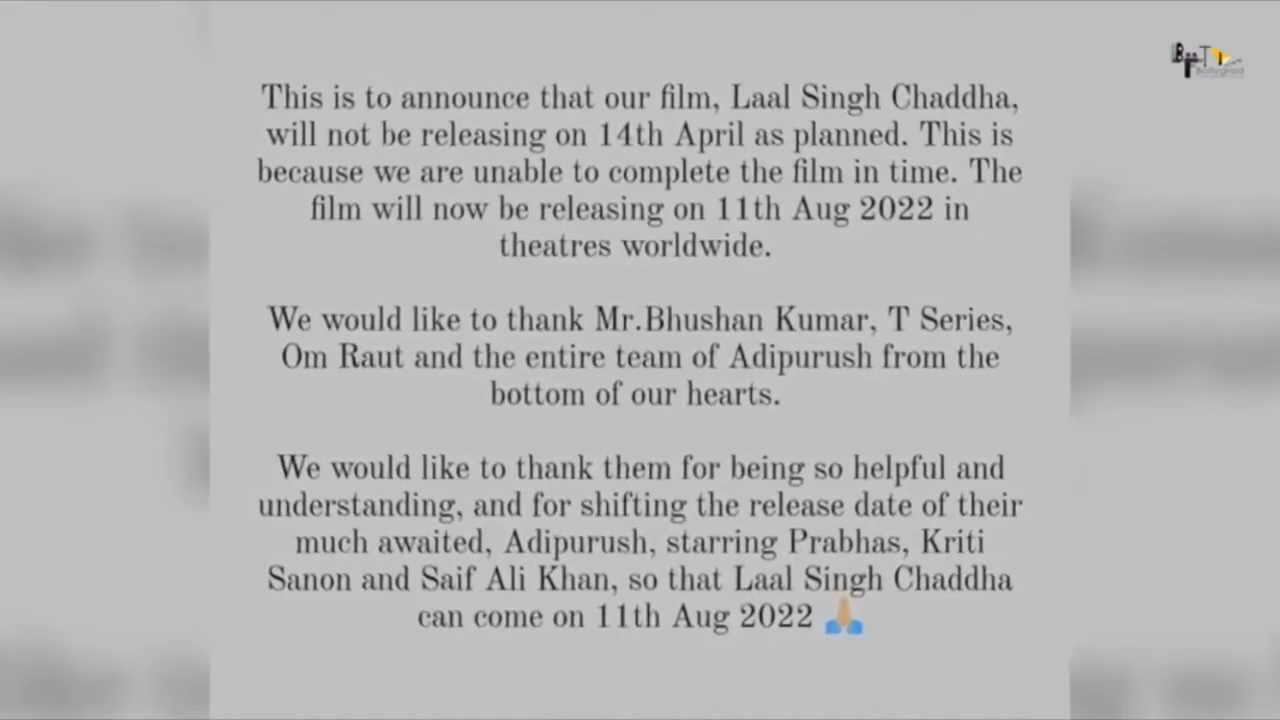 This is to announce that our film, Laal Singh Chaddha,
will not be releasing on 14th April as planned. This is
because we are unable to complete the film in time. The
film will now be releasing on 11th Aug 2022 in
theatres worldwide.
We would like to thank Mr.Bhushan Kumar, T Series,
Om Raut and the entire team of Adipurush from the
bottom of our hearts.
We would like to thank them for being so helpful and
understanding, and for shifting the release date of their
much awaited, Adipurush, starring Prabhas, Kriti
Sanon and Saif Ali Khan, so that Laal Singh Chaddha
can come on 11th Aug 2022 🙏